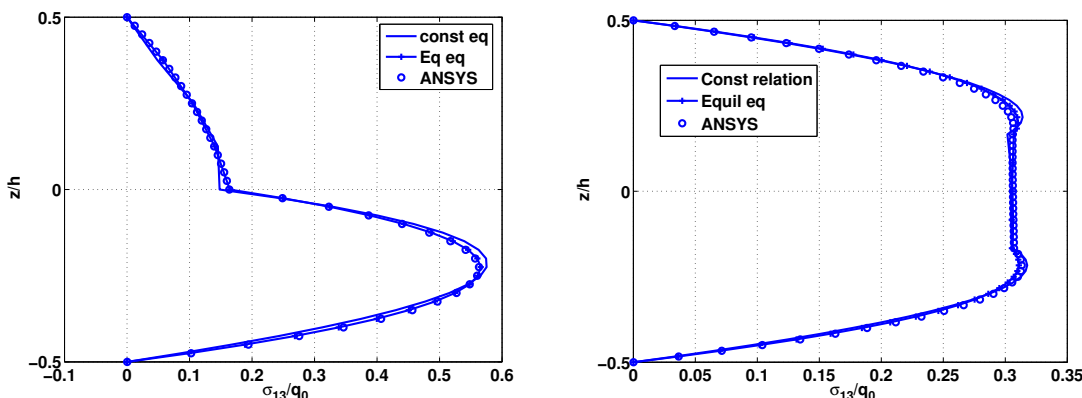 0.5
0
−0.5
z/h
−0.1 0 0.1 0.2 0.3 0.4 0.5 0.6
σ13/q0
const eq
Eq eq
ANSYS
0.5
0
−0.5
z/h
0 0.05 0.1 0.15 0.2 0.25 0.3 0.35
σ13/q0
Const relation
Equil eq
ANSYS